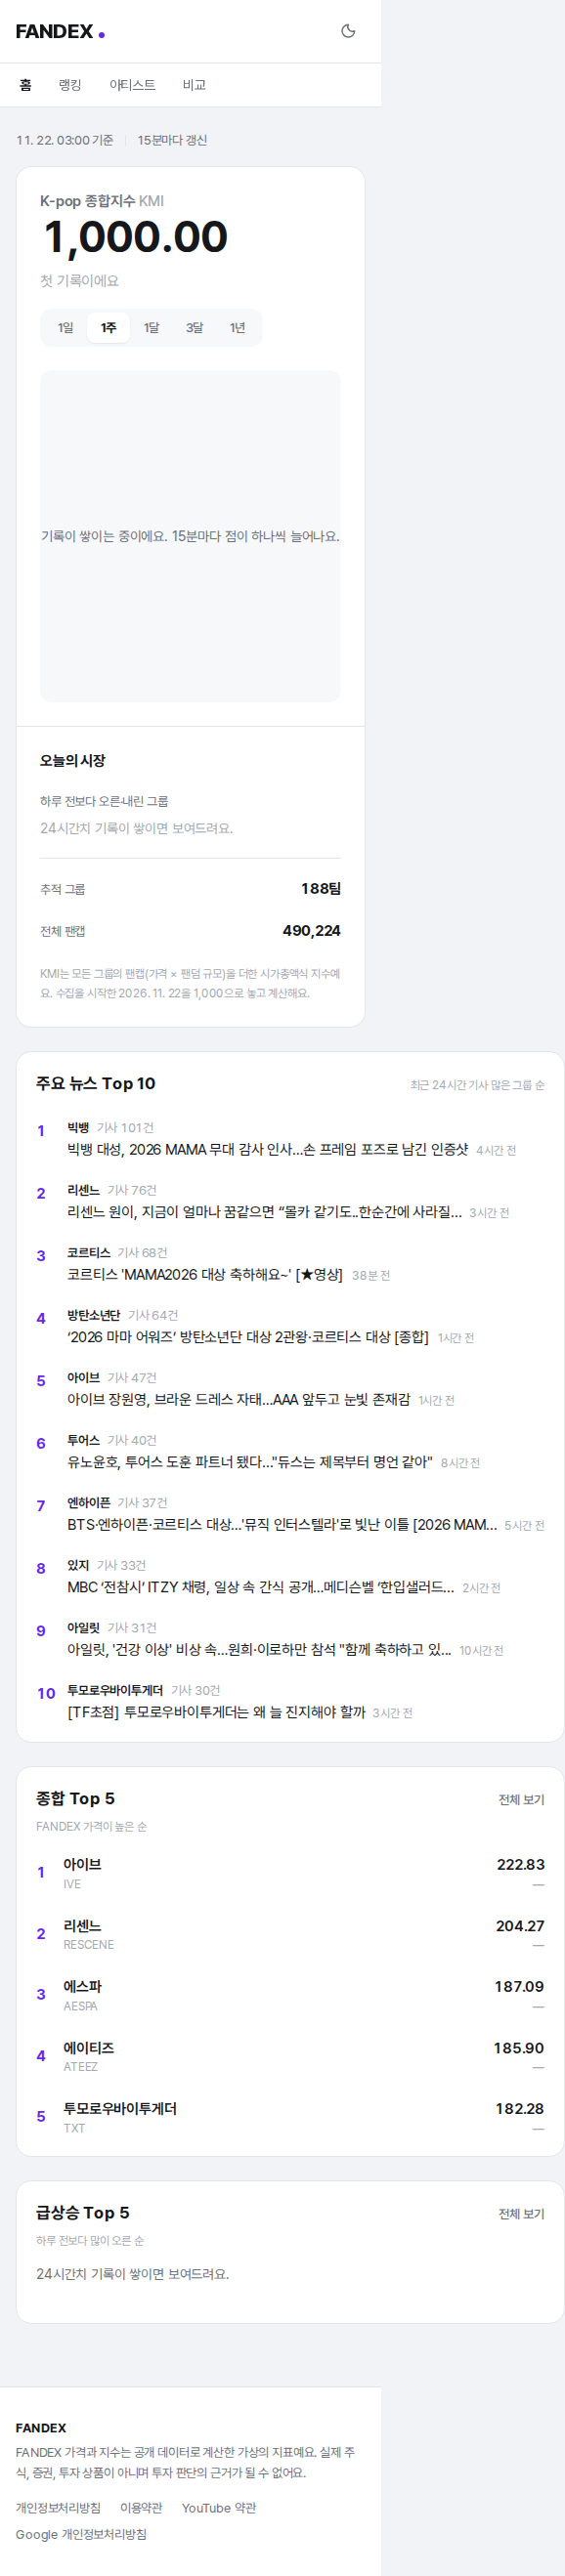 FANDEX
홈 랭킹 아티스트 비교
11. 22. 03:00 기준 15분마다 갱신
K-pop 종합지수 KMI
1,000.00
첫 기록이에요
1일 1주 1달 3달 1년
기록이 쌓이는 중이에요. 15분마다 점이 하나씩 늘어나요.
오늘의 시장
하루 전보다 오른·내린 그룹
24시간치 기록이 쌓이면 보여드려요.
추적 그룹 188팀
전체 팬캡 490,224
KMI는 모든 그룹의 팬캡(가격 × 팬덤 규모)을 더한 시가총액식 지수예
요. 수집을 시작한 2026. 11. 22을 1,000으로 놓고 계산해요.
주요 뉴스 Top 10 최근 24시간 기사 많은 그룹 순
1 빅뱅 기사 101건
빅뱅 대성, 2026 MAMA 무대 감사 인사…손 프레임 포즈로 남긴 인증샷 4시간 전
2 리센느 기사 76건
리센느 원이, 지금이 얼마나 꿈같으면 “몰카 같기도..한순간에 사라질… 3시간 전
3 코르티스 기사 68건
코르티스 'MAMA2026 대상 축하해요~' [★영상] 38분 전
4 방탄소년단 기사 64건
‘2026 마마 어워즈’ 방탄소년단 대상 2관왕·코르티스 대상 [종합] 1시간 전
5 아이브 기사 47건
아이브 장원영, 브라운 드레스 자태…AAA 앞두고 눈빛 존재감 1시간 전
6 투어스 기사 40건
유노윤호, 투어스 도훈 파트너 됐다…"듀스는 제목부터 명언 같아" 8시간 전
7 엔하이픈 기사 37건
BTS·엔하이픈·코르티스 대상…'뮤직 인터스텔라'로 빛난 이틀 [2026 MAM… 5시간 전
8 있지 기사 33건
MBC ‘전참시’ ITZY 채령, 일상 속 간식 공개…메디슨벨 ‘한입샐러드… 2시간 전
9 아일릿 기사 31건
아일릿, '건강 이상' 비상 속…원희·이로하만 참석 "함께 축하하고 있… 10시간 전
10 투모로우바이투게더 기사 30건
[TF초점] 투모로우바이투게더는 왜 늘 진지해야 할까 3시간 전
종합 Top 5 전체 보기
FANDEX 가격이 높은 순
1 아이브 222.83
IVE —
2 리센느 204.27
RESCENE —
3 에스파 187.09
AESPA —
4 에이티즈 185.90
ATEEZ —
5 투모로우바이투게더 182.28
TXT —
급상승 Top 5 전체 보기
하루 전보다 많이 오른 순
24시간치 기록이 쌓이면 보여드려요.
FANDEX
FANDEX 가격과 지수는 공개 데이터로 계산한 가상의 지표예요. 실제 주
식, 증권, 투자 상품이 아니며 투자 판단의 근거가 될 수 없어요.
개인정보처리방침 이용약관 YouTube 약관
Google 개인정보처리방침